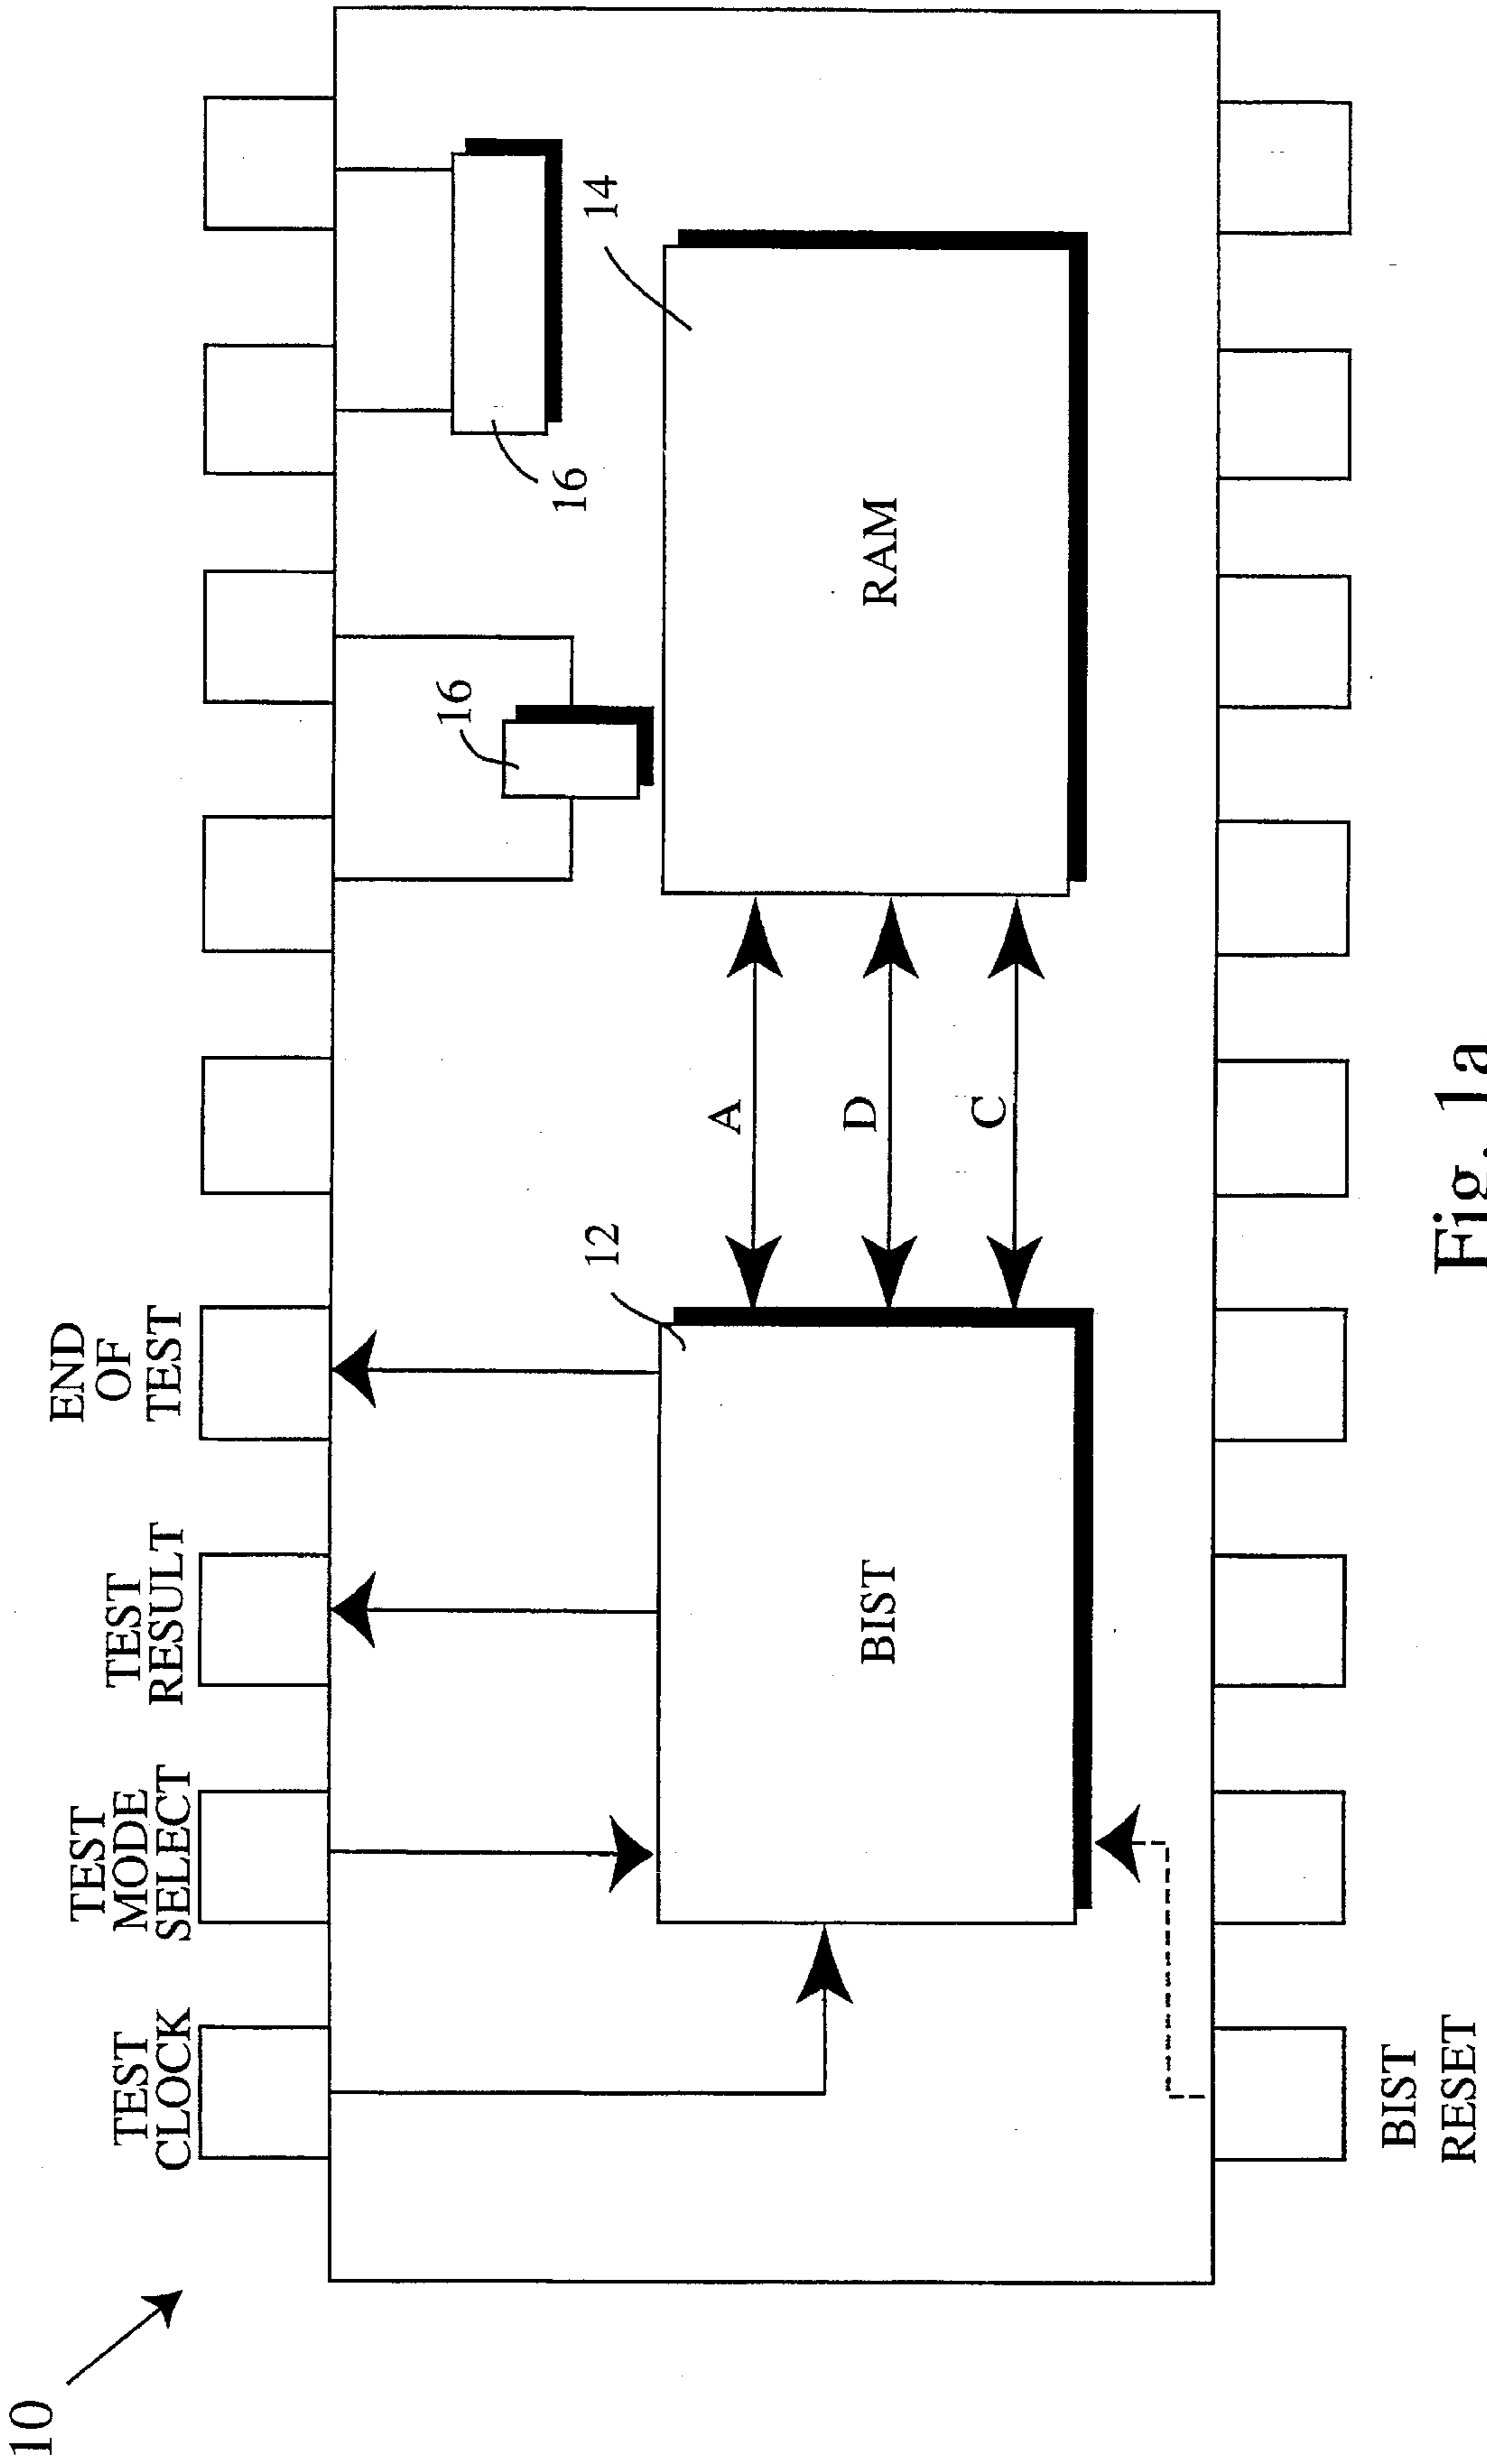 10
TEST
CLOCK
TEST
MODE
SELECT
TEST
RESULT
END
OF
TEST
12
14
16
16
BIST
RAM
A
D
C
BIST
RESET
Fig. 1a